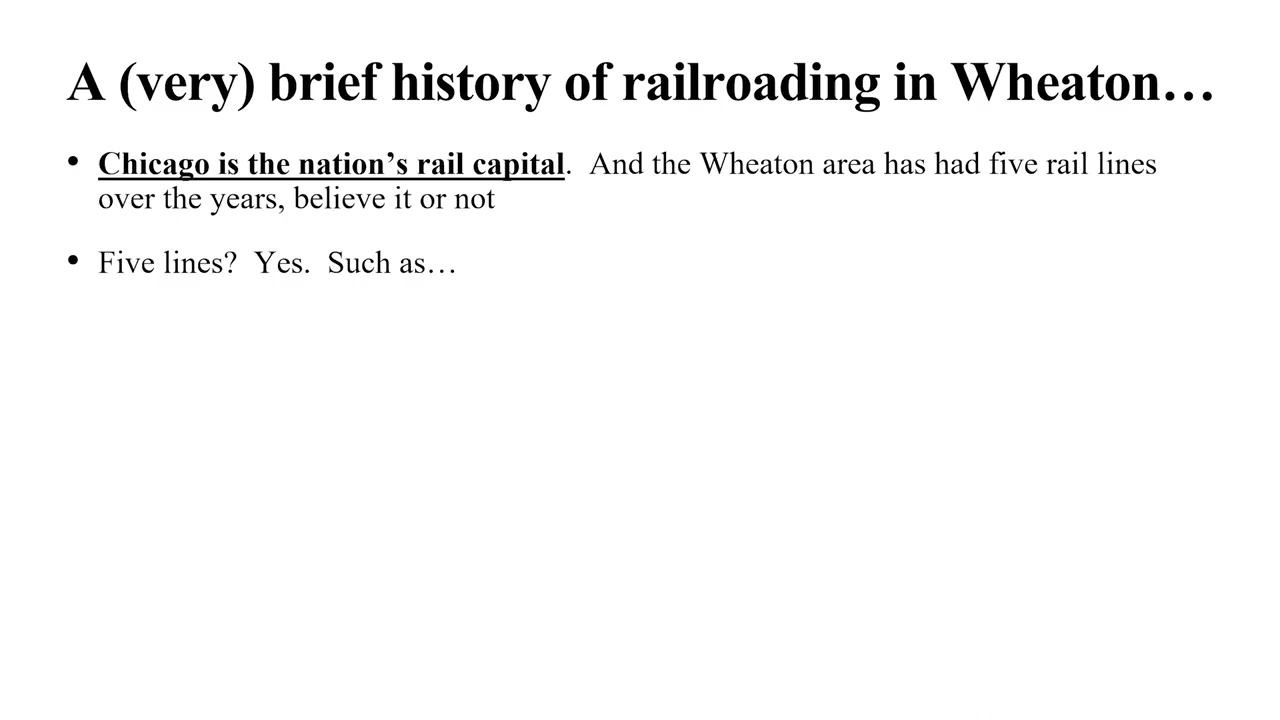 A (very) brief history of railroading in Wheaton…
• Chicago is the nation’s rail capital.  And the Wheaton area has had five rail lines
over the years, believe it or not
• Five lines?  Yes.  Such as…